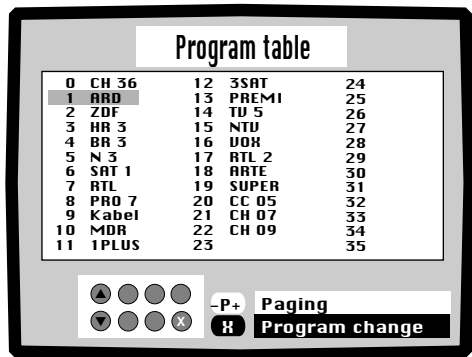 Program table
0 CH 36 12 3SAT 24
1 ARD 13 PREMI 25
2 ZDF 14 TV 5 26
3 HR 3 15 NTV 27
4 BR 3 16 VOX 28
5 N 3 17 RTL 2 29
6 SAT 1 18 ARTE 30
7 RTL 19 SUPER 31
8 PRO 7 20 CC 05 32
9 Kabel 21 CH 07 33
10 MDR 22 CH 09 34
11 1PLUS 23 35
-P+ Paging
X X Program change